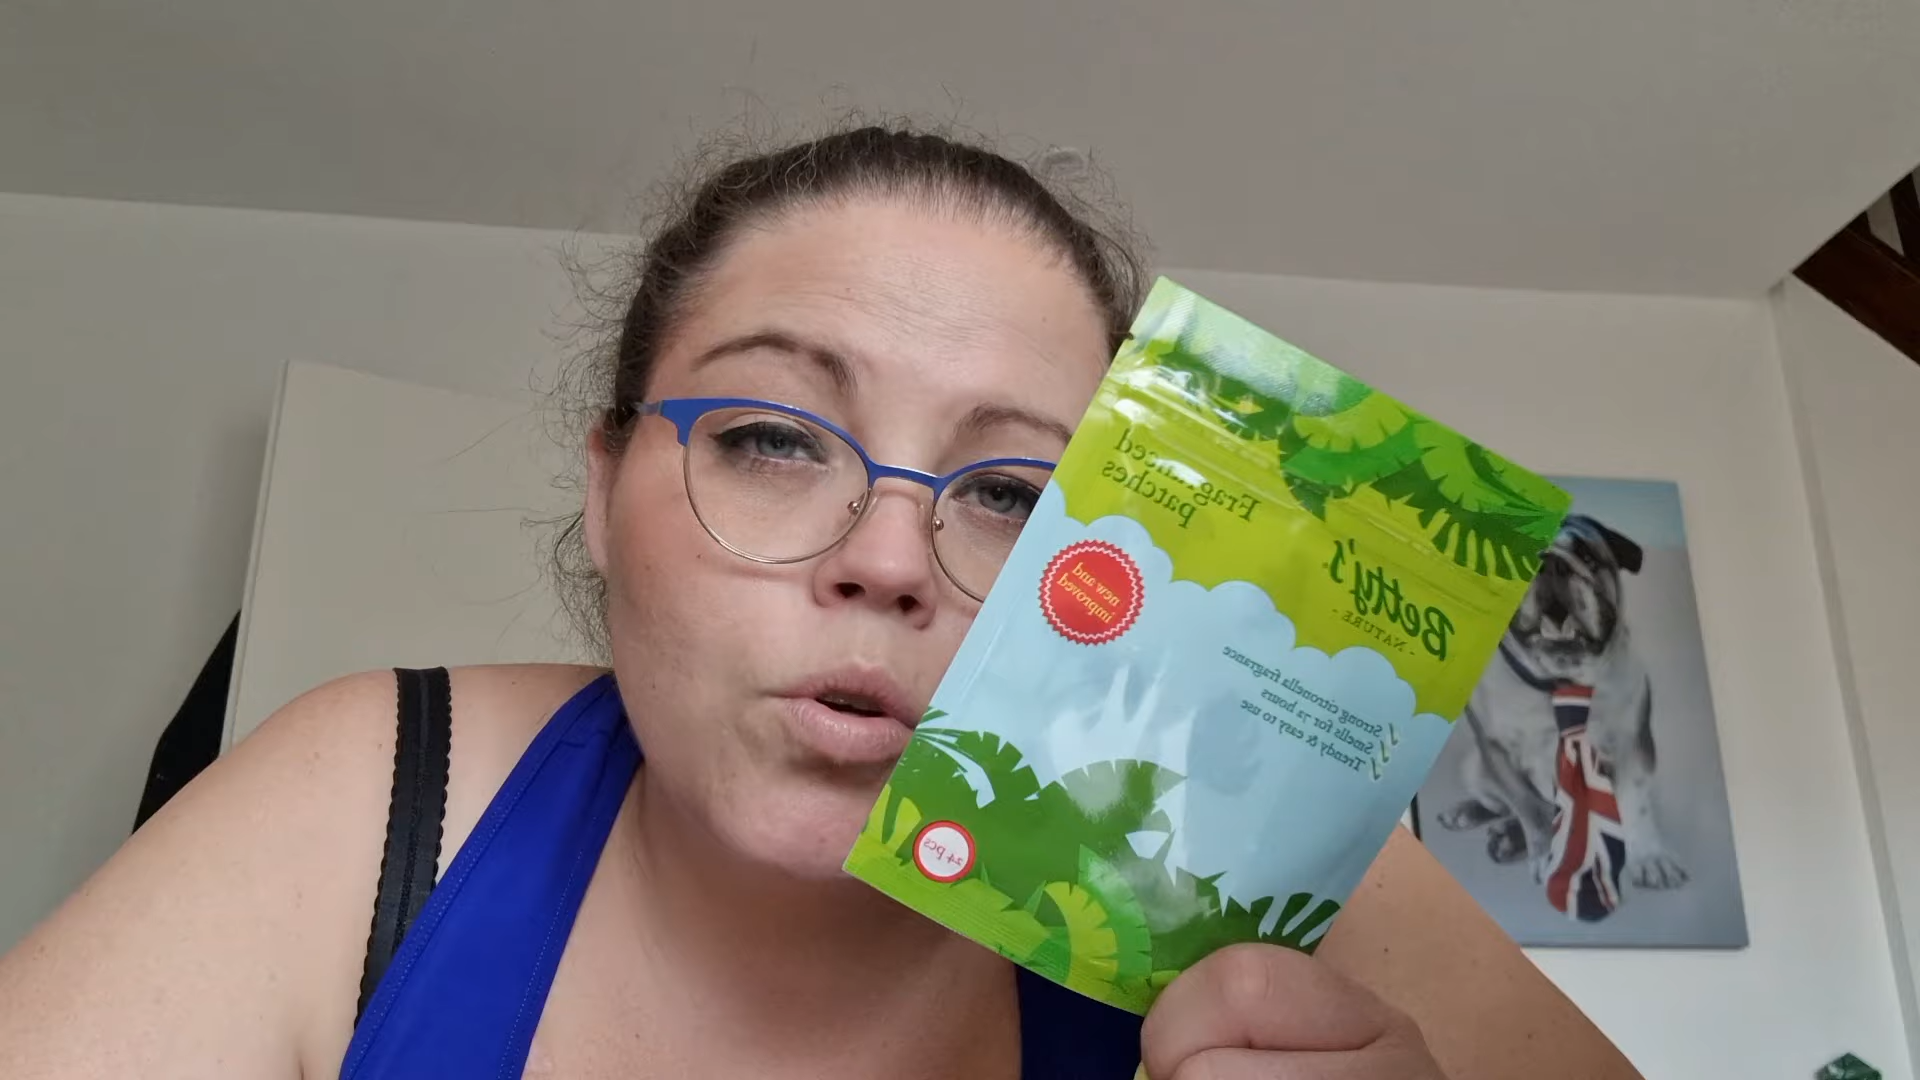 Fragranced
patches
Betty's
- NATURE -
new and
improved
✓ Strong citronella fragrance
✓ Smells for 72 hours
✓ Trendy & easy to use
24 pcs